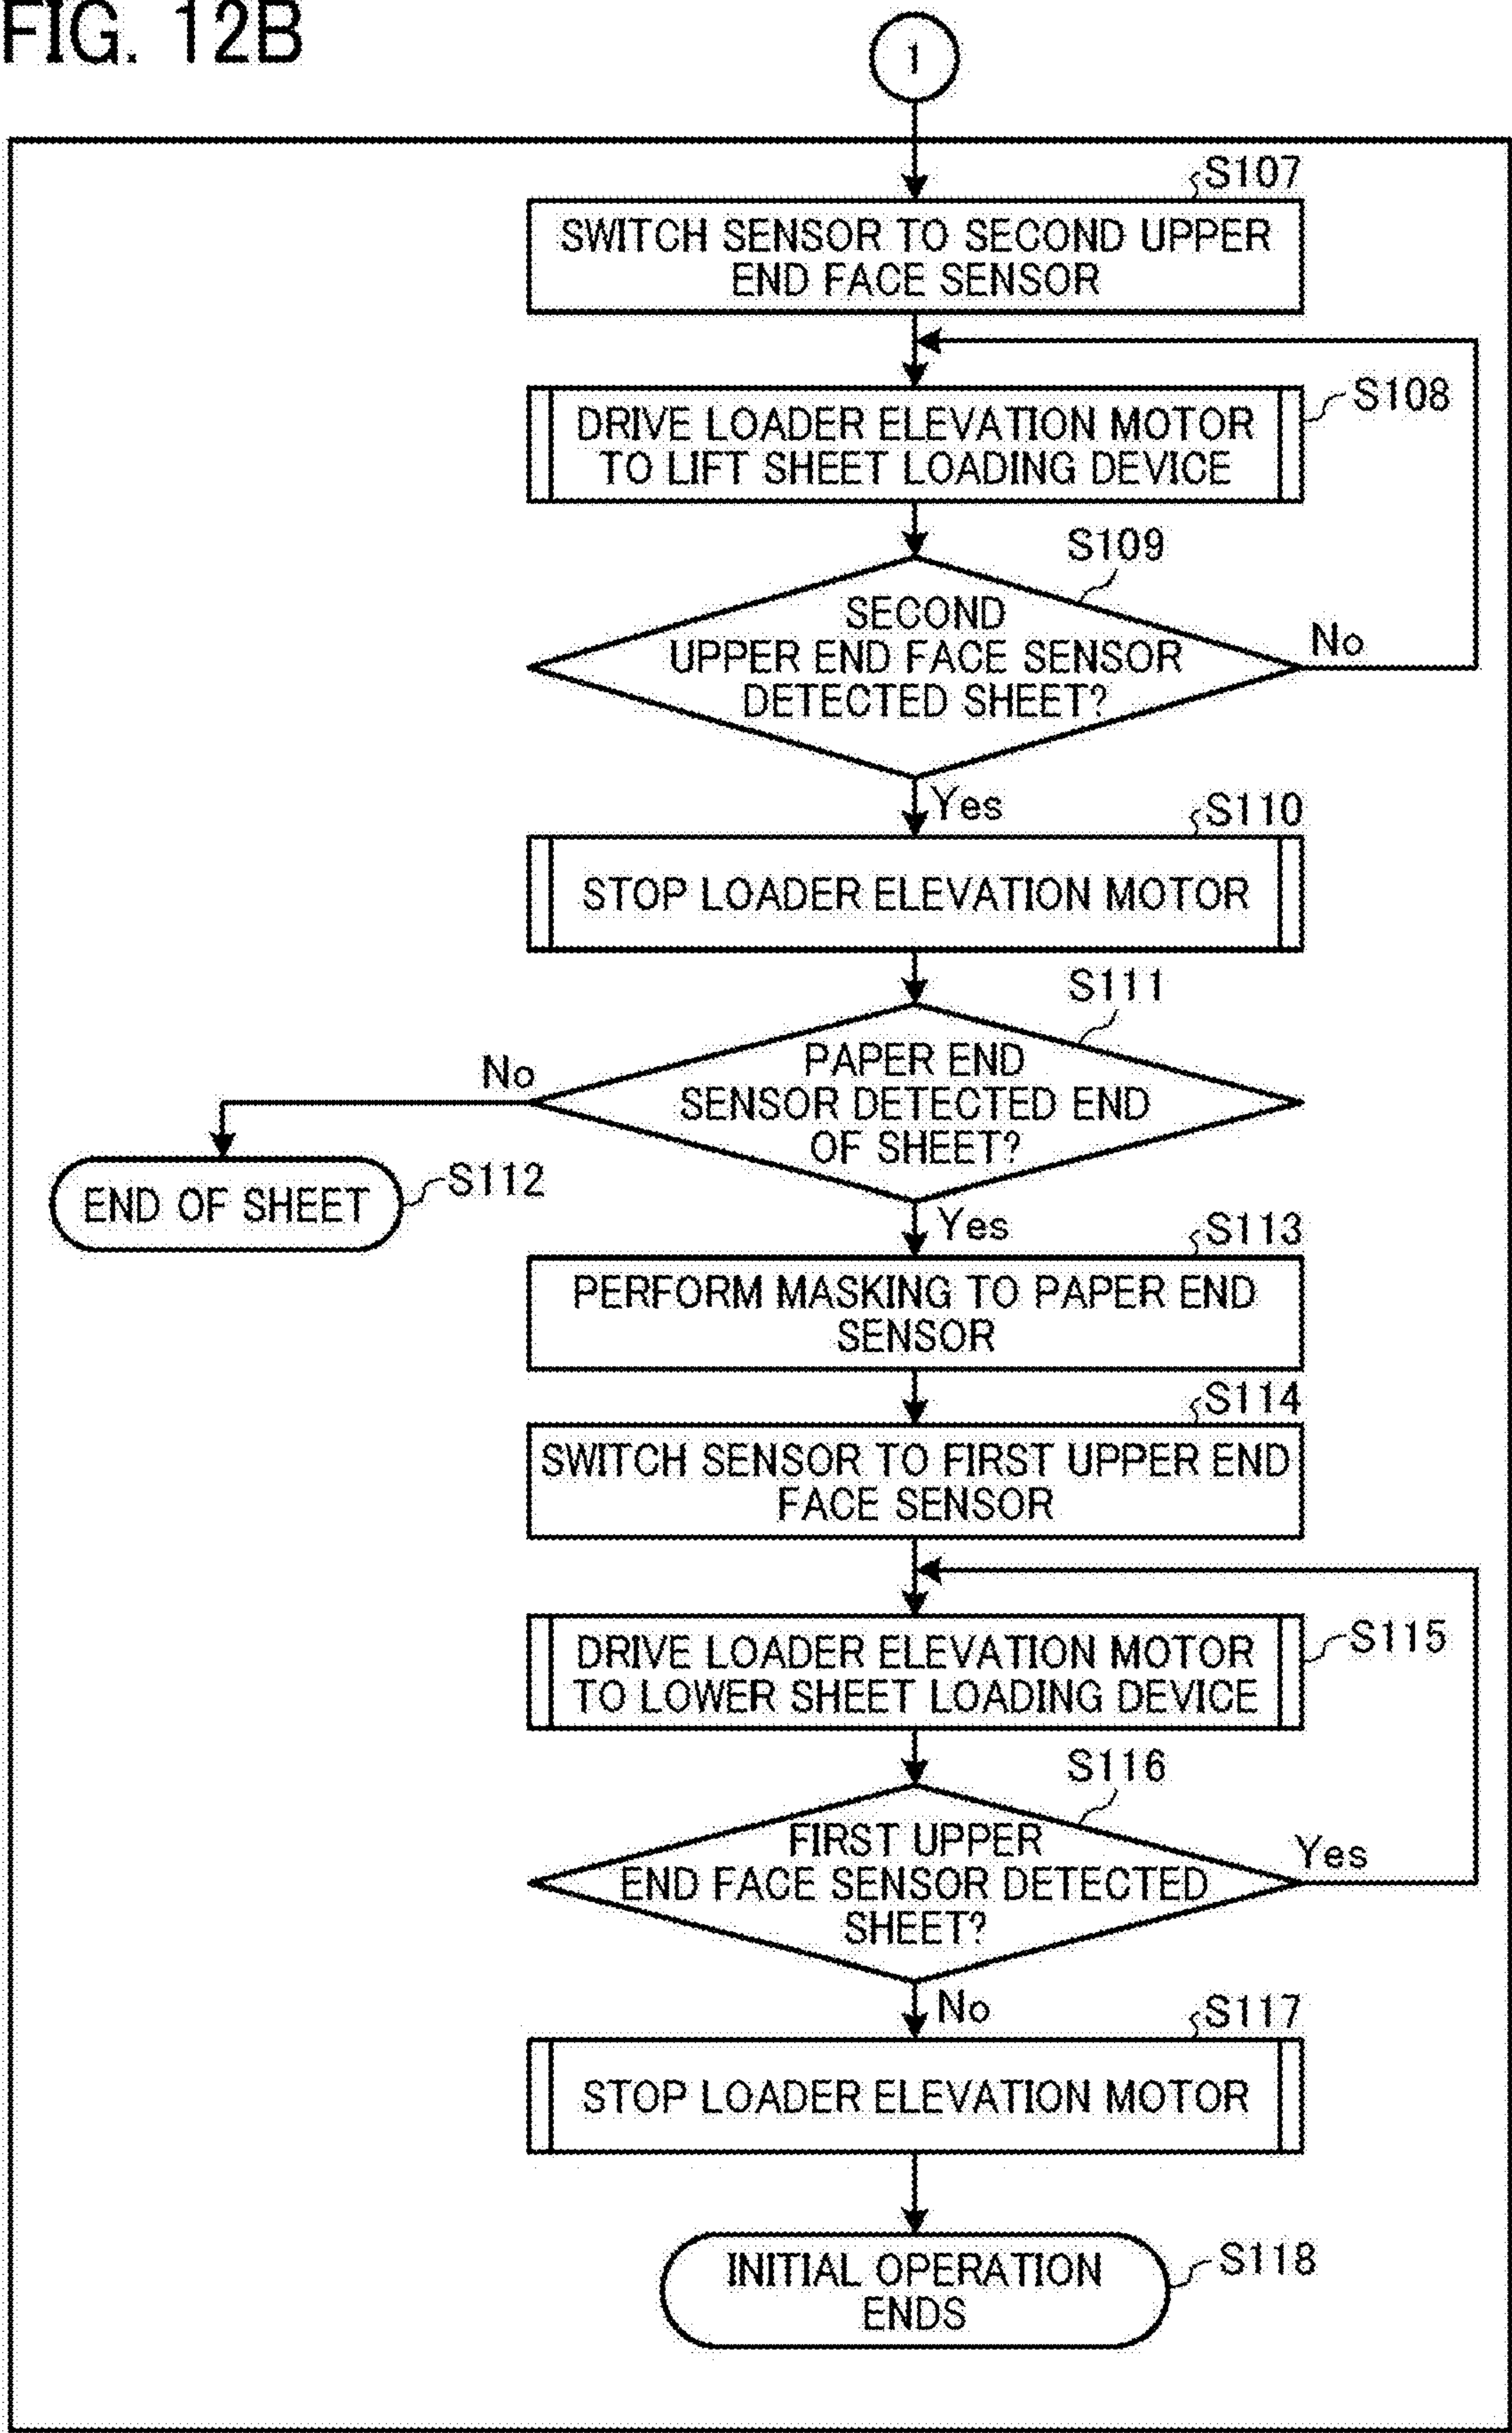 FIG. 12B
1
S107
SWITCH SENSOR TO SECOND UPPER
END FACE SENSOR
S108
DRIVE LOADER ELEVATION MOTOR
TO LIFT SHEET LOADING DEVICE
S109
SECOND
UPPER END FACE SENSOR
DETECTED SHEET?
No
Yes
S110
STOP LOADER ELEVATION MOTOR
S111
PAPER END
SENSOR DETECTED END
OF SHEET?
No
END OF SHEET
S112
Yes
S113
PERFORM MASKING TO PAPER END
SENSOR
S114
SWITCH SENSOR TO FIRST UPPER END
FACE SENSOR
S115
DRIVE LOADER ELEVATION MOTOR
TO LOWER SHEET LOADING DEVICE
S116
FIRST UPPER
END FACE SENSOR DETECTED
SHEET?
Yes
No
S117
STOP LOADER ELEVATION MOTOR
INITIAL OPERATION
ENDS
S118